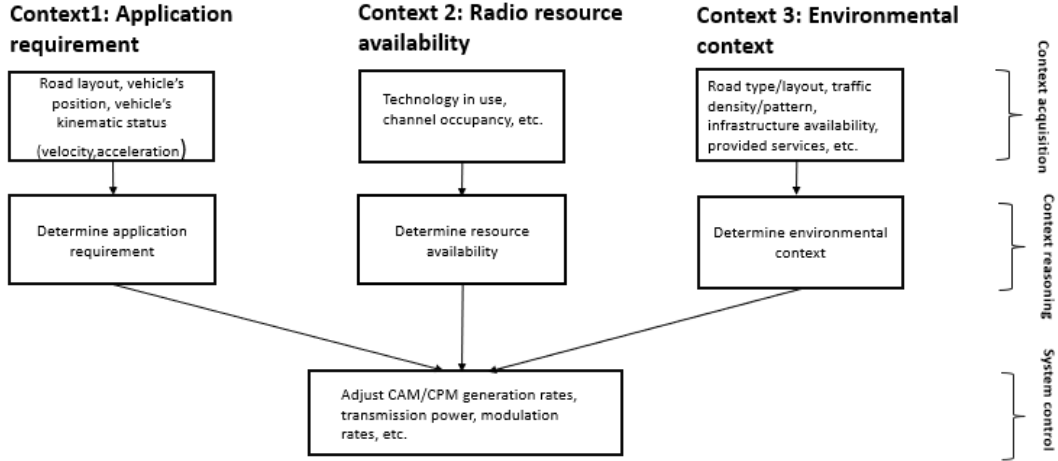 Context1: Application
requirement
Context 2: Radio resource
availability
Context 3: Environmental
context
Road layout, vehicle's
position, vehicle's
kinematic status
(velocity,acceleration)
Technology in use,
channel occupancy, etc.
Road type/layout, traffic
density/pattern,
infrastructure availability,
provided services, etc.
Context acquisition
Determine application
requirement
Determine resource
availability
Determine environmental
context
Context reasoning
Adjust CAM/CPM generation rates,
transmission power, modulation
rates, etc.
System control